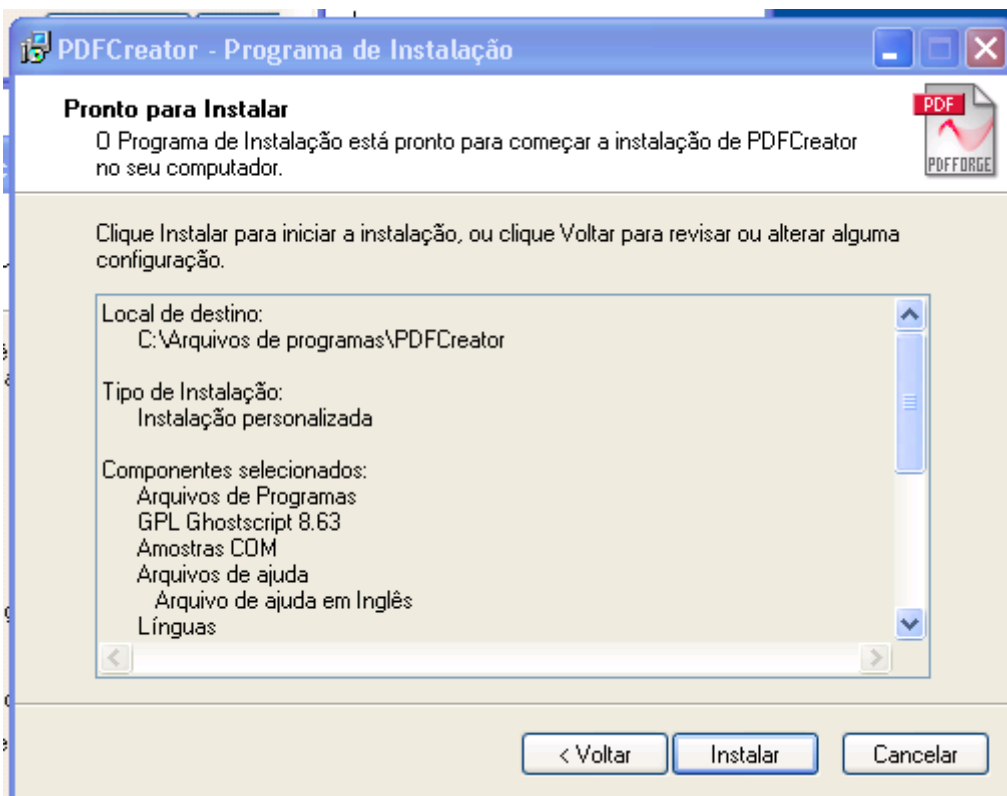 PDFCreator - Programa de Instalação
Pronto para Instalar
O Programa de Instalação está pronto para começar a instalação de PDFCreator
no seu computador.
PDF
PDFFORGE
Clique Instalar para iniciar a instalação, ou clique Voltar para revisar ou alterar alguma
configuração.
Local de destino:
C:\Arquivos de programas\PDFCreator
Tipo de Instalação:
Instalação personalizada
Componentes selecionados:
Arquivos de Programas
GPL Ghostscript 8.63
Amostras COM
Arquivos de ajuda
Arquivo de ajuda em Inglês
Línguas
< Voltar
Instalar
Cancelar